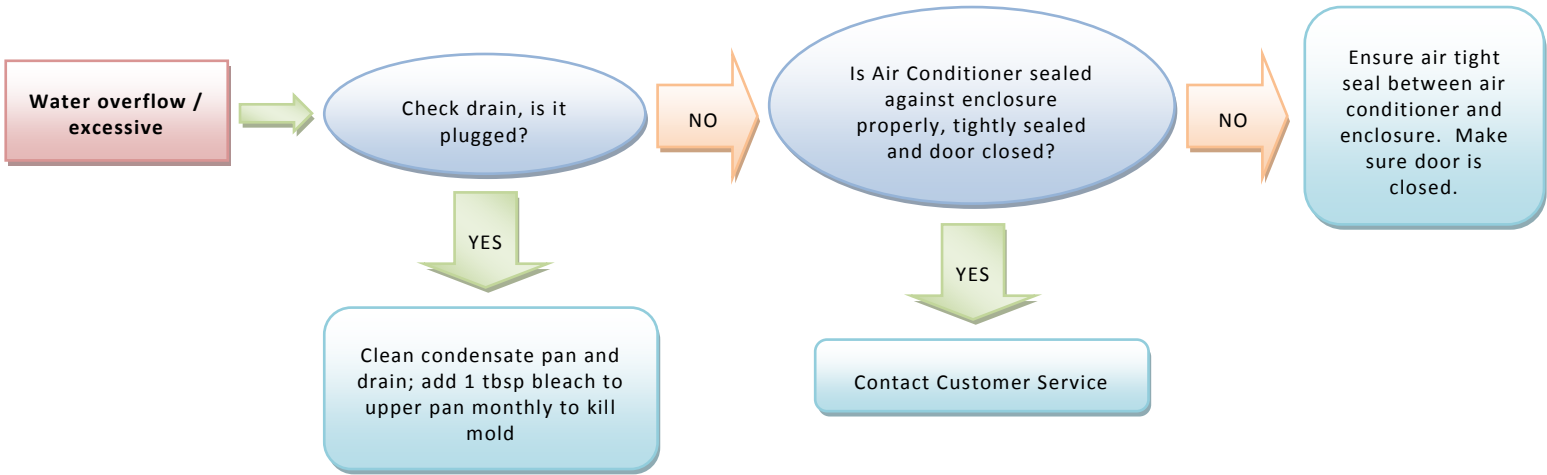 Water overflow /
excessive
Check drain, is it
plugged?
NO
Is Air Conditioner sealed
against enclosure
properly, tightly sealed
and door closed?
NO
Ensure air tight
seal between air
conditioner and
enclosure. Make
sure door is
closed.
YES
Clean condensate pan and
drain; add 1 tbsp bleach to
upper pan monthly to kill
mold
YES
Contact Customer Service